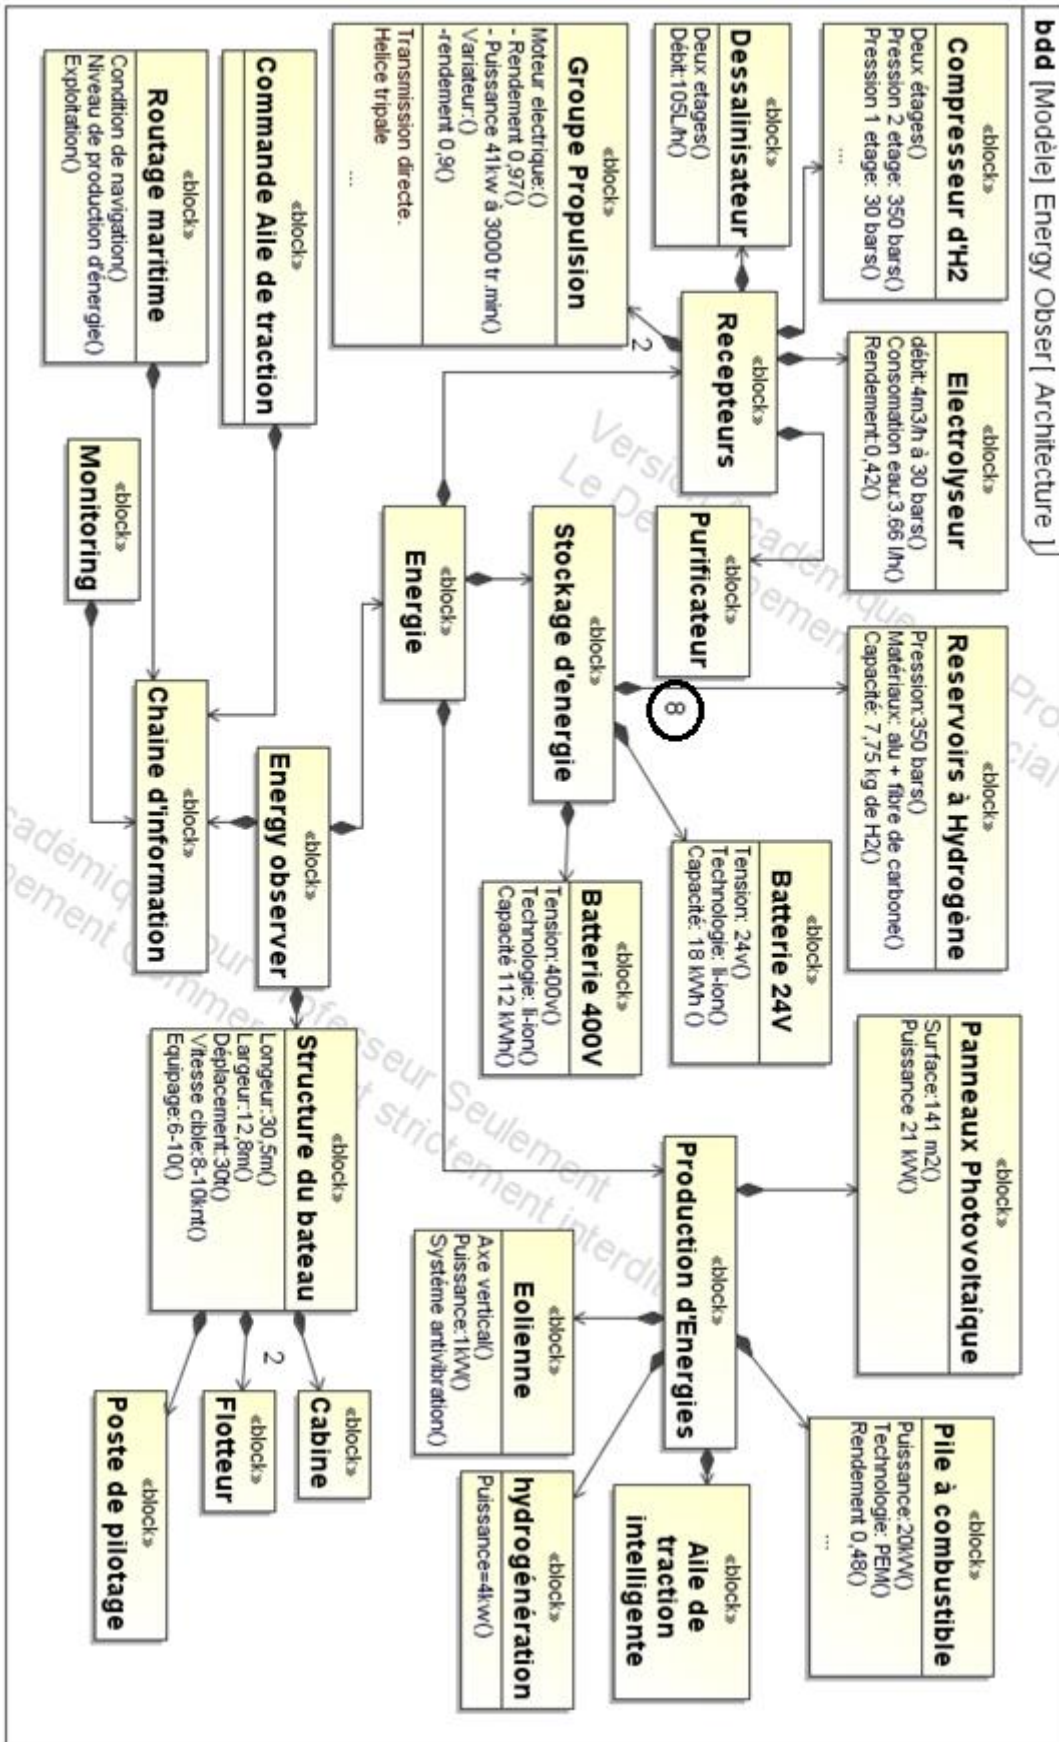 bdd [Modèle] Energy Obser[ Architecture ]
«block»
Compresseur d'H2
Deux étages()
Pression 2 etage: 350 bars()
Pression 1 etage: 30 bars()
...
«block»
Electrolyseur
débit:4m3/h à 30 bars()
Consomation eau:3.66 l/h()
Rendement:0,42()
«block»
Reservoirs à Hydrogène
Pression:350 bars()
Matériaux: alu + fibre de carbone()
Capacité: 7,75 kg de H2()
«block»
Panneaux Photovoltaique
Surface:141 m2()
Puissance 21 kW()
«block»
Pile à combustible
Puissance:20kW()
Technologie: PEM()
Rendement 0,48()
...
«block»
Dessalinisateur
Deux etages()
Débit:105L/h()
«block»
Recepteurs
«block»
Purificateur
8
«block»
Batterie 24V
Tension: 24v()
Technologie: li-ion()
Capacité: 18 kWh ()
«block»
Production d'Energies
«block»
Aile de
traction
intelligente
«block»
Groupe Propulsion
Moteur electrique:()
- Rendement 0,97()
- Puissance 41kw à 3000 tr.min()
Variateur:()
-rendement 0,9()
Transmission directe.
Helice tripale
...
2
«block»
Stockage d'energie
«block»
Batterie 400V
Tension:400v()
Technologie: li-ion()
Capacité 112 kWh()
«block»
Eolienne
Axe vertical()
Puissance:1kW()
Systéme antivibration()
«block»
hydrogénération
Puissance=4kw()
«block»
Energie
«block»
Commande Aile de traction
«block»
Energy observer
«block»
Structure du bateau
Longeur:30,5m()
Largeur:12,8m()
Déplacement:30t()
Vitesse cible:8-10knt()
Equipage:6-10()
«block»
Cabine
2
«block»
Flotteur
«block»
Poste de pilotage
«block»
Routage maritime
Condition de navigation()
Niveau de production d'énergie()
Exploitation()
«block»
Monitoring
«block»
Chaine d'information